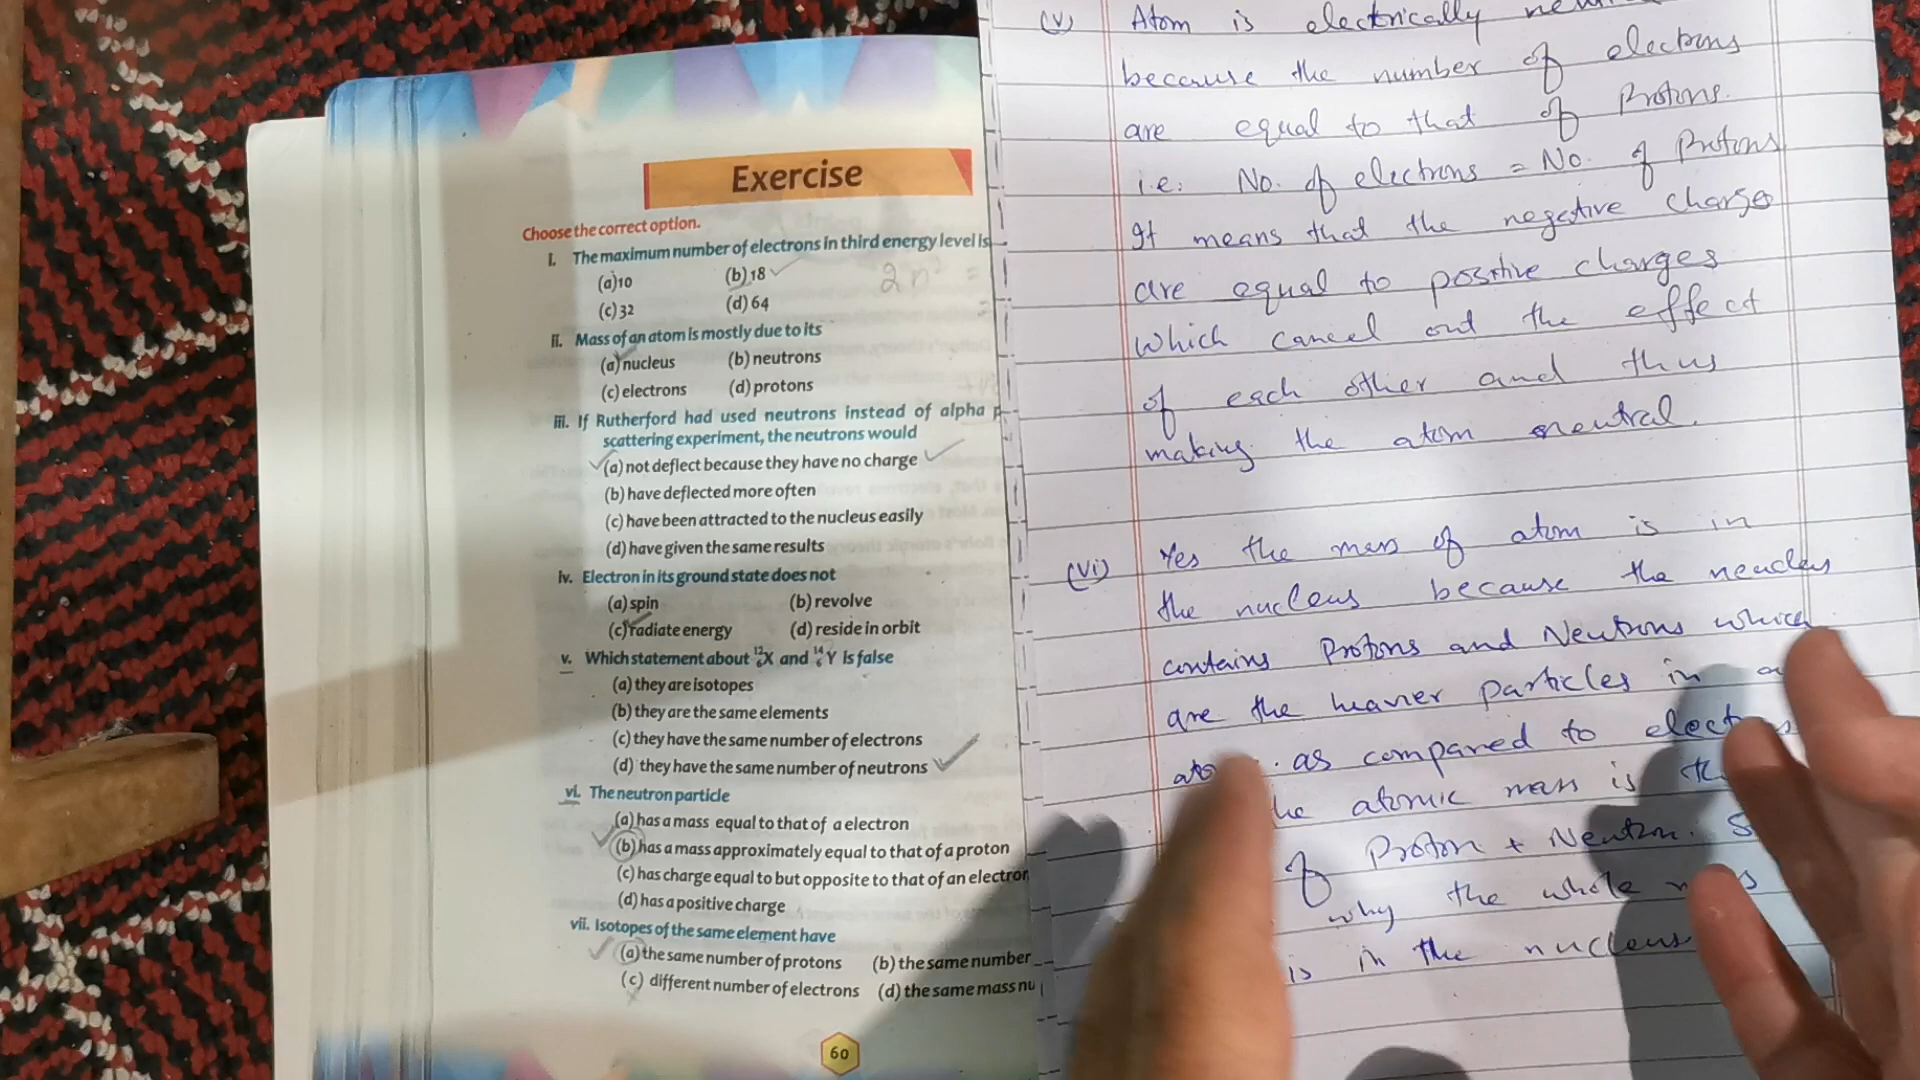 Exercise
Choose the correct option.
i. The maximum number of electrons in third energy level is
(a) 10 (b) 18
2n² =
(c) 32 (d) 64
ii. Mass of an atom is mostly due to its
(a) nucleus (b) neutrons
(c) electrons (d) protons
iii. If Rutherford had used neutrons instead of alpha p
scattering experiment, the neutrons would
(a) not deflect because they have no charge
(b) have deflected more often
(c) have been attracted to the nucleus easily
(d) have given the same results
iv. Electron in its ground state does not
(a) spin (b) revolve
(c) radiate energy (d) reside in orbit
v. Which statement about ¹²₆X and ¹⁴₆Y is false
(a) they are isotopes
(b) they are the same elements
(c) they have the same number of electrons
(d) they have the same number of neutrons
vi. The neutron particle
(a) has a mass equal to that of a electron
(b) has a mass approximately equal to that of a proton
(c) has charge equal to but opposite to that of an electron
(d) has a positive charge
vii. Isotopes of the same element have
(a) the same number of protons (b) the same number
(c) different number of electrons (d) the same mass nu
60
(v) Atom is electrically
because the number of electrons
are equal to that of Protons.
i.e. No. of electrons = No. of Protons
It means that the negative charges
are equal to positive charges
which cancel out the effect
of each other and thus
making the atom neutral.
(vi) Yes the mass of atom is in
the nucleus because the
contains Protons and Neutrons which
are the heavier particles in
as compared to
he atomic mass is
of Proton + Neutron.
why the whole
is in the nucleus